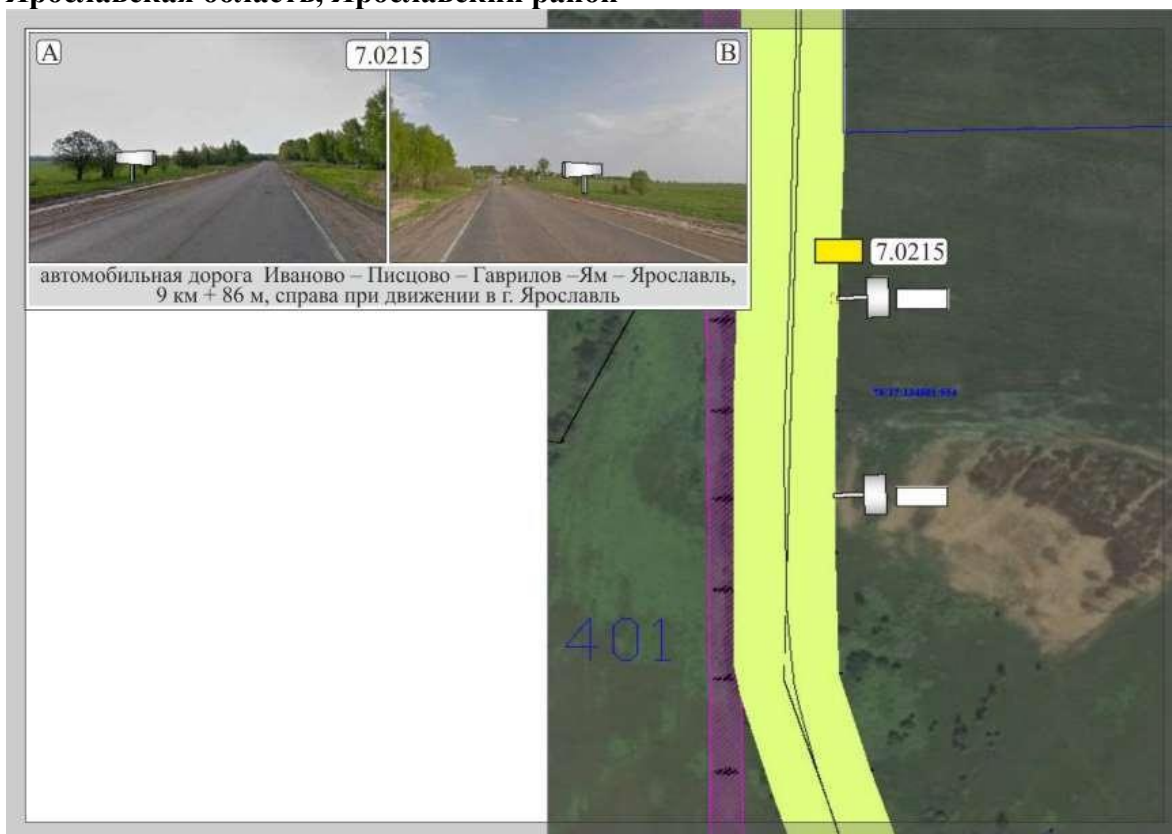 Ярославская область, Ярославский район
A
7.0215
B
автомобильная дорога Иваново – Писцово – Гаврилов –Ям – Ярославль,
9 км + 86 м, справа при движении в г. Ярославль
7.0215
401